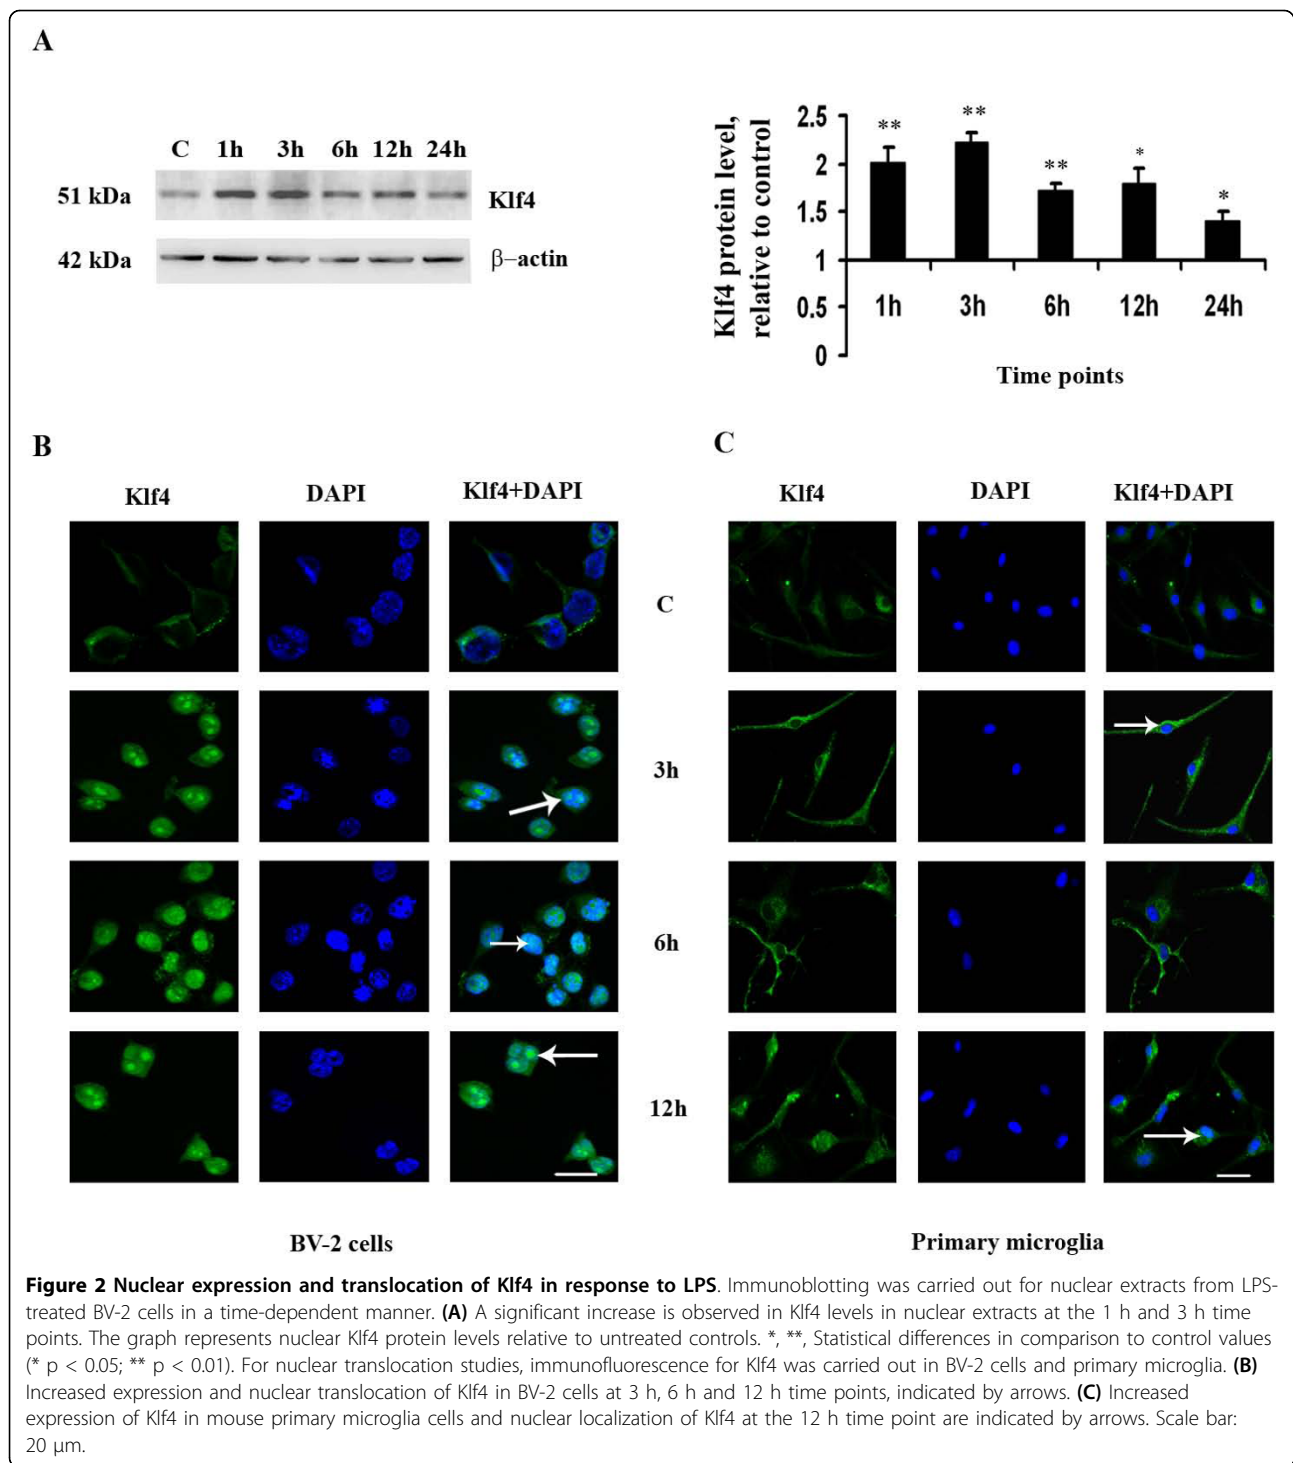 A
C 1h 3h 6h 12h 24h
51 kDa
Klf4
42 kDa
β–actin
Klf4 protein level,
relative to control
2.5
2
1.5
1
0.5
0
**
**
**
*
*
1h 3h 6h 12h 24h
Time points
B
Klf4 DAPI Klf4+DAPI
C
Klf4 DAPI Klf4+DAPI
C
3h
6h
12h
BV-2 cells
Primary microglia
Figure 2 Nuclear expression and translocation of Klf4 in response to LPS. Immunoblotting was carried out for nuclear extracts from LPS-
treated BV-2 cells in a time-dependent manner. (A) A significant increase is observed in Klf4 levels in nuclear extracts at the 1 h and 3 h time
points. The graph represents nuclear Klf4 protein levels relative to untreated controls. *, **, Statistical differences in comparison to control values
(* p < 0.05; ** p < 0.01). For nuclear translocation studies, immunofluorescence for Klf4 was carried out in BV-2 cells and primary microglia. (B)
Increased expression and nuclear translocation of Klf4 in BV-2 cells at 3 h, 6 h and 12 h time points, indicated by arrows. (C) Increased
expression of Klf4 in mouse primary microglia cells and nuclear localization of Klf4 at the 12 h time point are indicated by arrows. Scale bar:
20 μm.